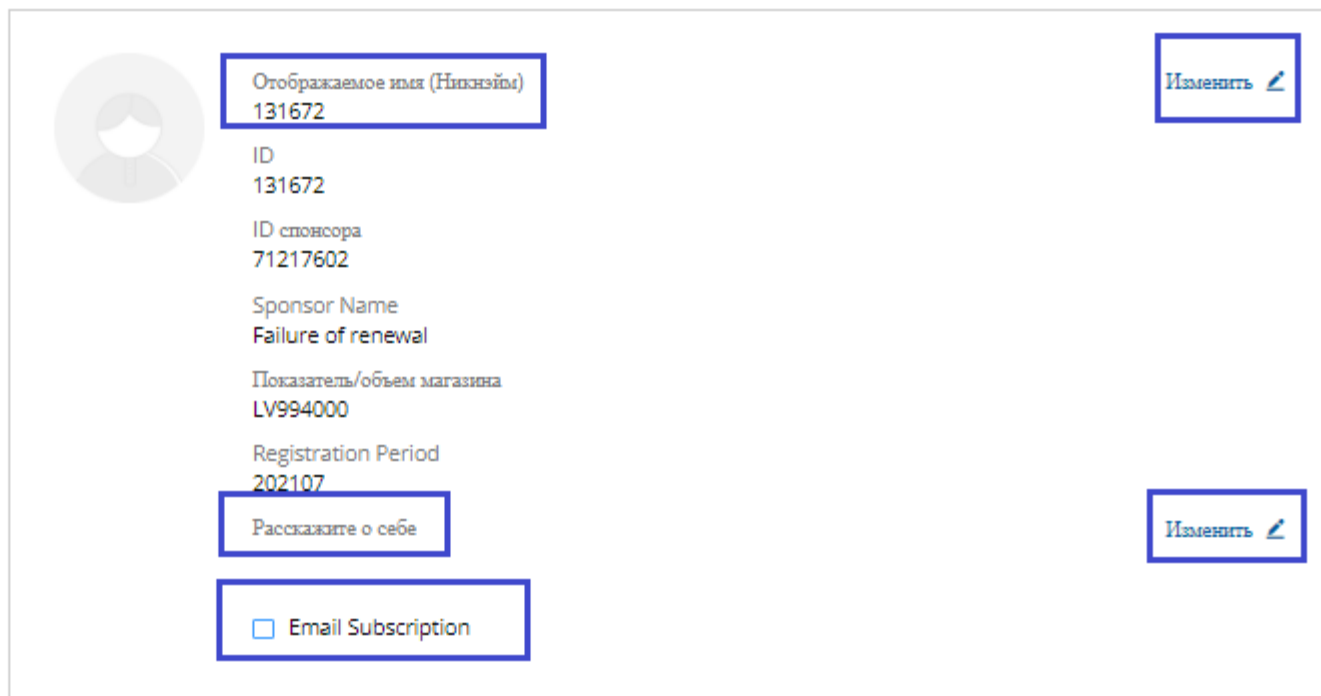 Отображаемое имя (Никнэйм)
Изменить
131672
ID
131672
ID спонсора
71217602
Sponsor Name
Failure of renewal
Показатель/объем магазина
LV994000
Registration Period
202107
Расскажите о себе
Изменить
Email Subscription